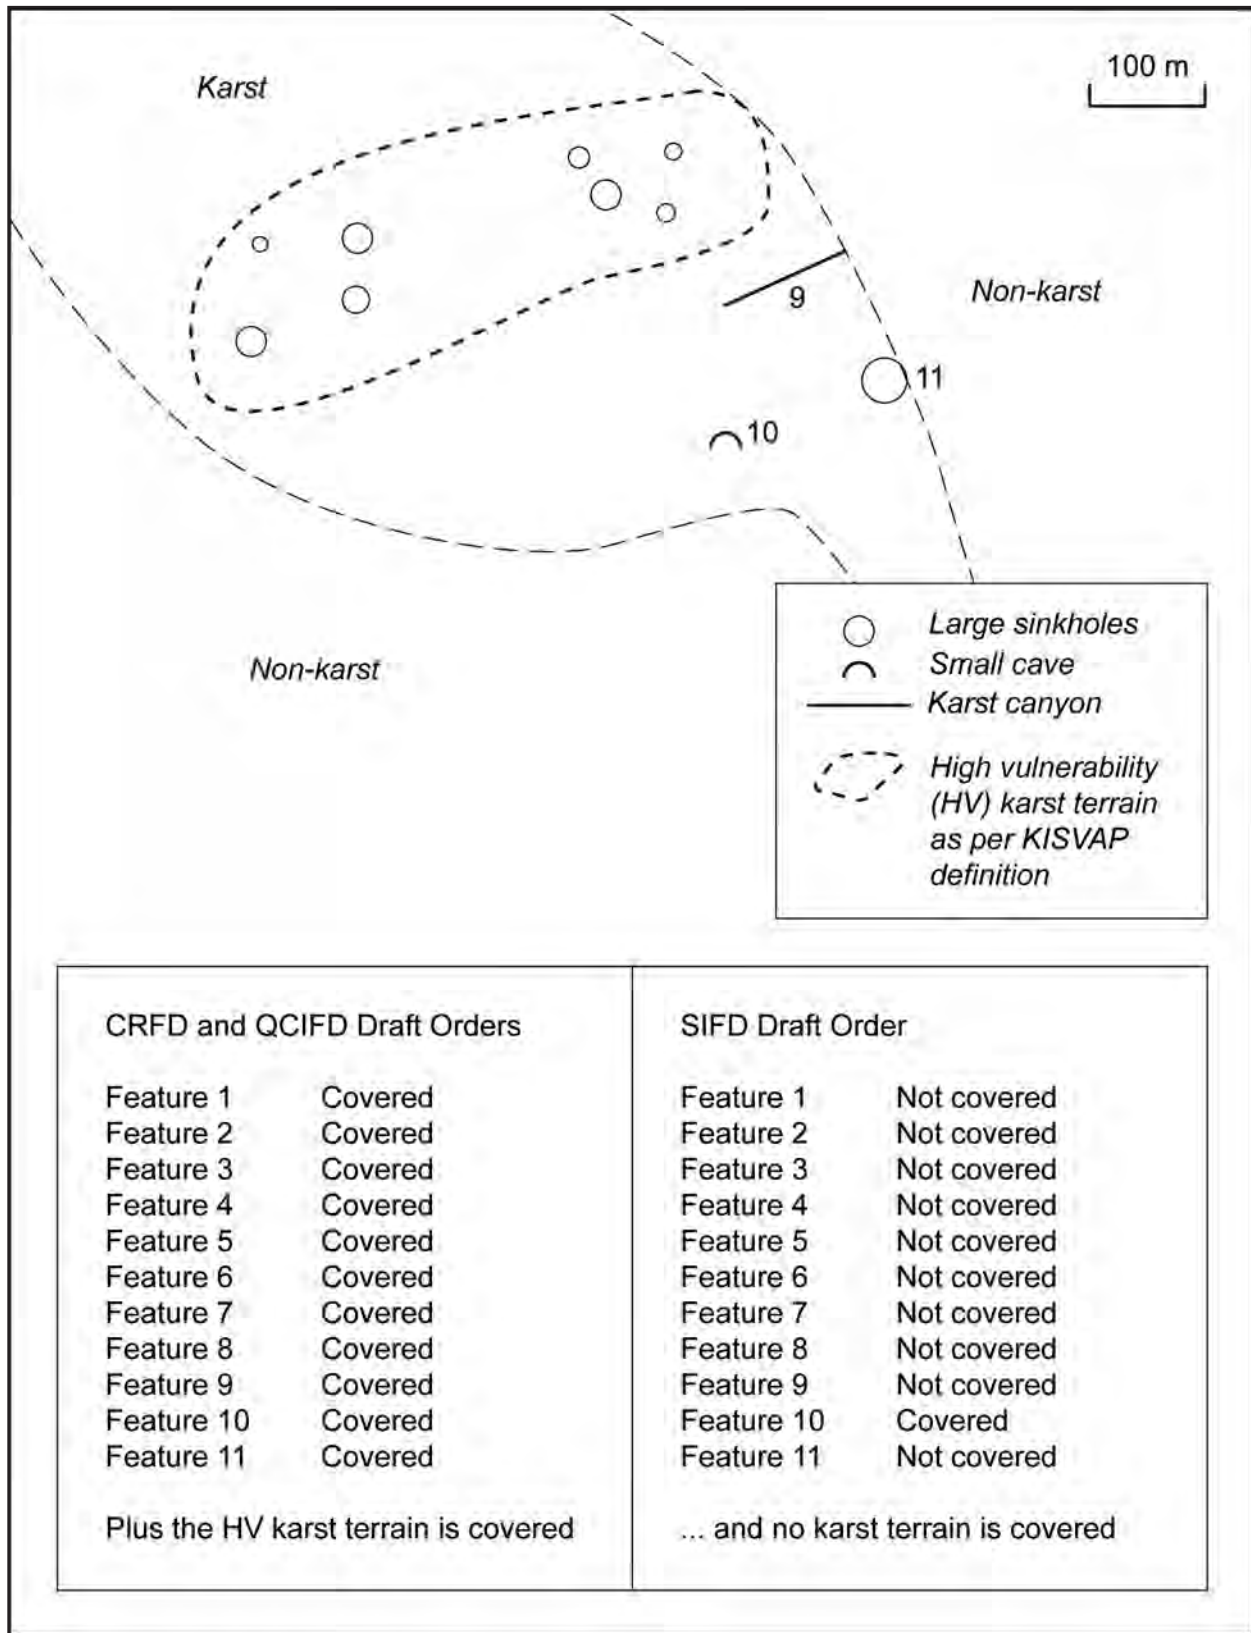 100 m
Karst
Non-karst
9
11
10
Non-karst
Large sinkholes
Small cave
Karst canyon
High vulnerability
(HV) karst terrain
as per KISVAP
definition
CRFD and QCIFD Draft Orders
Feature 1 Covered
Feature 2 Covered
Feature 3 Covered
Feature 4 Covered
Feature 5 Covered
Feature 6 Covered
Feature 7 Covered
Feature 8 Covered
Feature 9 Covered
Feature 10 Covered
Feature 11 Covered
Plus the HV karst terrain is covered
SIFD Draft Order
Feature 1 Not covered
Feature 2 Not covered
Feature 3 Not covered
Feature 4 Not covered
Feature 5 Not covered
Feature 6 Not covered
Feature 7 Not covered
Feature 8 Not covered
Feature 9 Not covered
Feature 10 Covered
Feature 11 Not covered
... and no karst terrain is covered